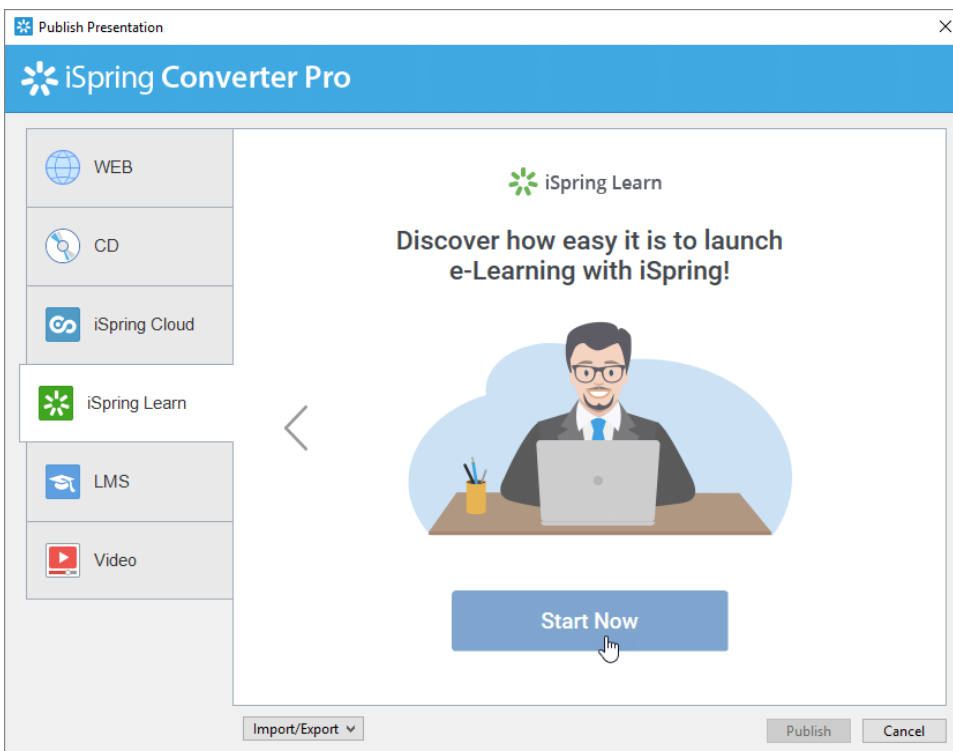 Publish Presentation
iSpring Converter Pro
WEB
CD
iSpring Cloud
iSpring Learn
LMS
Video
iSpring Learn
Discover how easy it is to launch
e-Learning with iSpring!
Start Now
Import/Export
Publish
Cancel